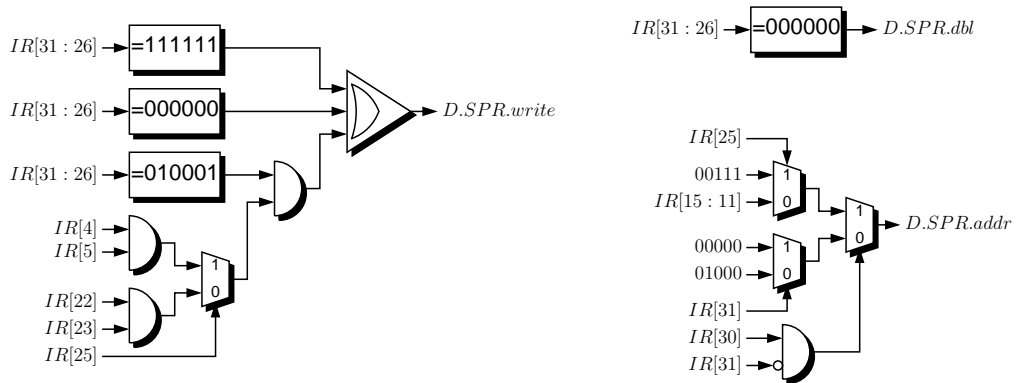 IR[31 : 26]
=111111
IR[31 : 26]
=000000
D.SPR.write
IR[31 : 26]
=010001
IR[4]
IR[5]
1
0
IR[22]
IR[23]
IR[25]
IR[31 : 26]
=000000
D.SPR.dbl
IR[25]
00111
1
IR[15 : 11]
0
1
0
D.SPR.addr
00000
1
01000
0
IR[31]
IR[30]
IR[31]